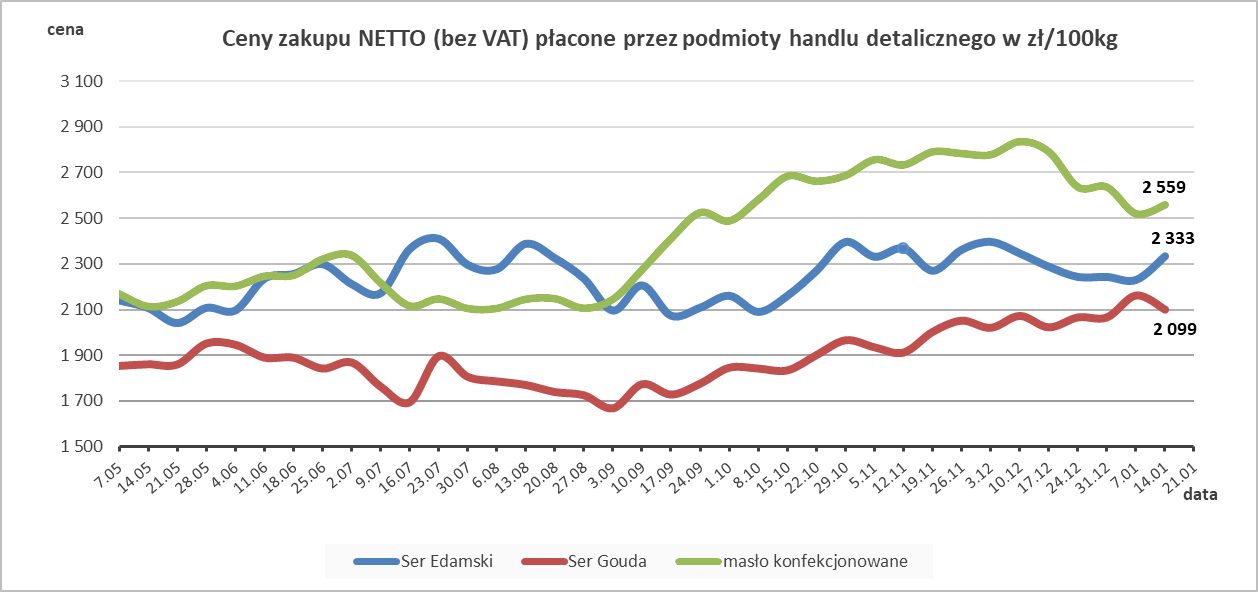 cena
Ceny zakupu NETTO (bez VAT) płacone przez podmioty handlu detalicznego w zł/100kg
3 100
2 900
2 700
2 500
2 300
2 100
1 900
1 700
1 500
2 559
2 333
2 099
7.05 14.05 21.05 28.05 4.06 11.06 18.06 25.06 2.07 9.07 16.07 23.07 30.07 6.08 13.08 20.08 27.08 3.09 10.09 17.09 24.09 1.10 8.10 15.10 22.10 29.10 5.11 12.11 19.11 26.11 3.12 10.12 17.12 24.12 31.12 7.01 14.01 21.01
data
Ser Edamski Ser Gouda masło konfekcjonowane